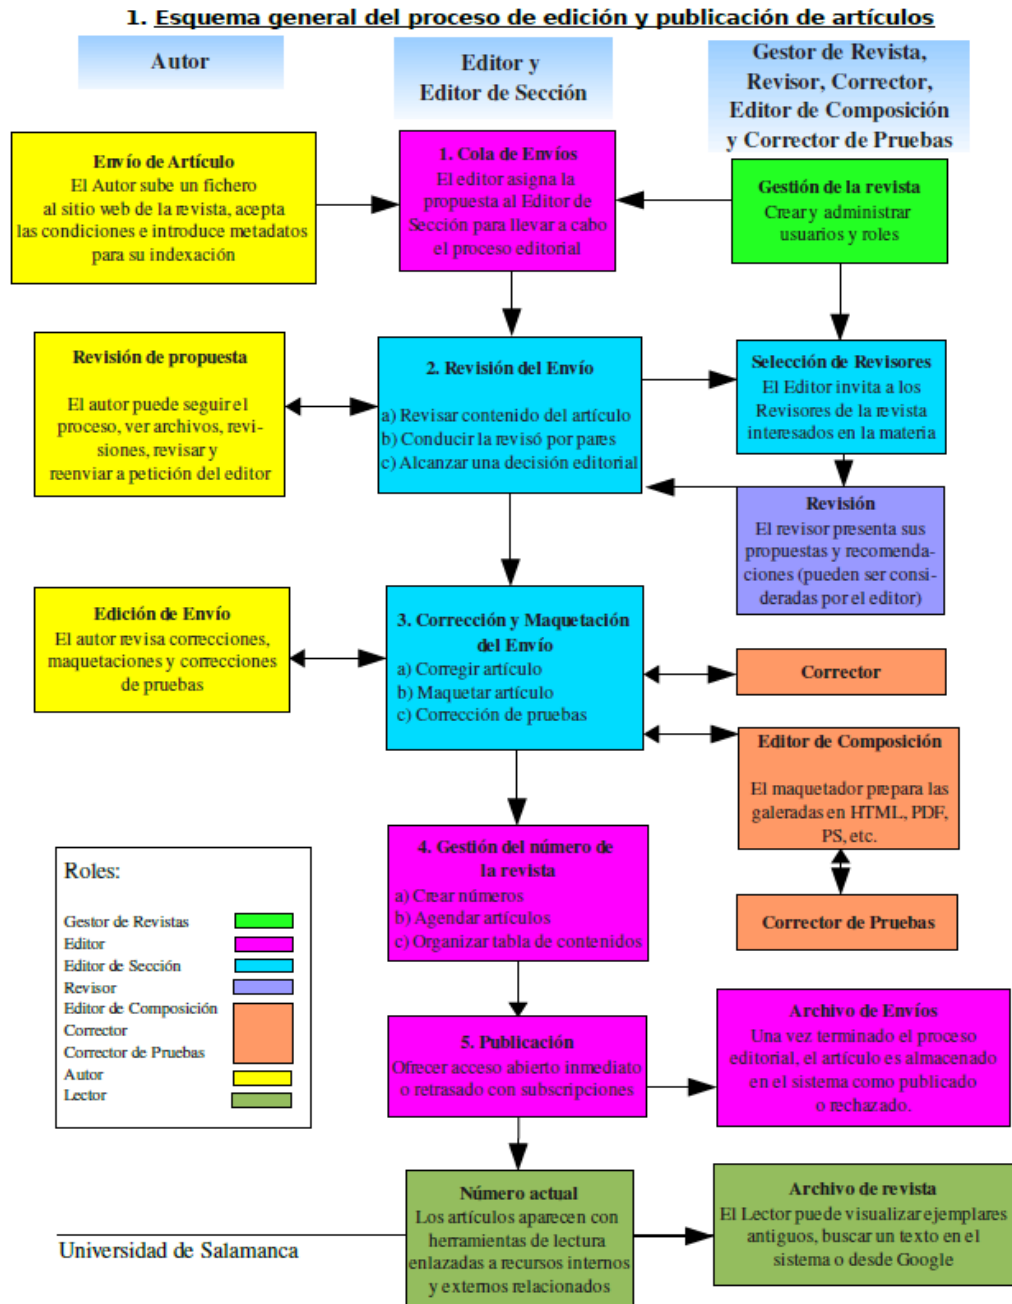 1. Esquema general del proceso de edición y publicación de artículos
Autor
Editor y
Editor de Sección
Gestor de Revista,
Revisor, Corrector,
Editor de Composición
y Corrector de Pruebas
Envío de Artículo
El Autor sube un fichero
al sitio web de la revista, acepta
las condiciones e introduce metadatos
para su indexación
1. Cola de Envíos
El editor asigna la
propuesta al Editor de
Sección para llevar a cabo
el proceso editorial
Gestión de la revista
Crear y administrar
usuarios y roles
Revisión de propuesta
El autor puede seguir el
proceso, ver archivos, revi-
siones, revisar y
reenviar a petición del editor
2. Revisión del Envío
a) Revisar contenido del artículo
b) Conducir la revisó por pares
c) Alcanzar una decisión editorial
Selección de Revisores
El Editor invita a los
Revisores de la revista
interesados en la materia
Revisión
El revisor presenta sus
propuestas y recomenda-
ciones (pueden ser consi-
deradas por el editor)
Edición de Envío
El autor revisa correcciones,
maquetaciones y correcciones
de pruebas
3. Corrección y Maquetación
del Envío
a) Corregir artículo
b) Maquetar artículo
c) Corrección de pruebas
Corrector
Editor de Composición
El maquetador prepara las
galeradas en HTML, PDF,
PS, etc.
Corrector de Pruebas
4. Gestión del número de
la revista
a) Crear números
b) Agendar artículos
c) Organizar tabla de contenidos
Roles:
Gestor de Revistas
Editor
Editor de Sección
Revisor
Editor de Composición
Corrector
Corrector de Pruebas
Autor
Lector
5. Publicación
Ofrecer acceso abierto inmediato
o retrasado con subscripciones
Archivo de Envíos
Una vez terminado el proceso
editorial, el artículo es almacenado
en el sistema como publicado
o rechazado.
Número actual
Los artículos aparecen con
herramientas de lectura
enlazadas a recursos internos
y externos relacionados
Archivo de revista
El Lector puede visualizar ejemplares
antiguos, buscar un texto en el
sistema o desde Google
Universidad de Salamanca